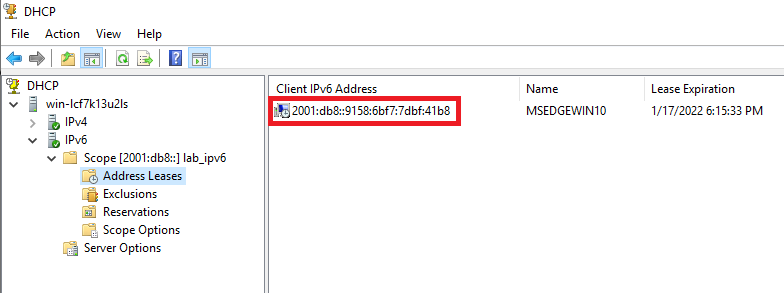 DHCP
File Action View Help
DHCP
win-lcf7k13u2ls
IPv4
IPv6
Scope [2001:db8::] lab_ipv6
Address Leases
Exclusions
Reservations
Scope Options
Server Options
Client IPv6 Address Name Lease Expiration
2001:db8::9158:6bf7:7dbf:41b8 MSEDGEWIN10 1/17/2022 6:15:33 PM